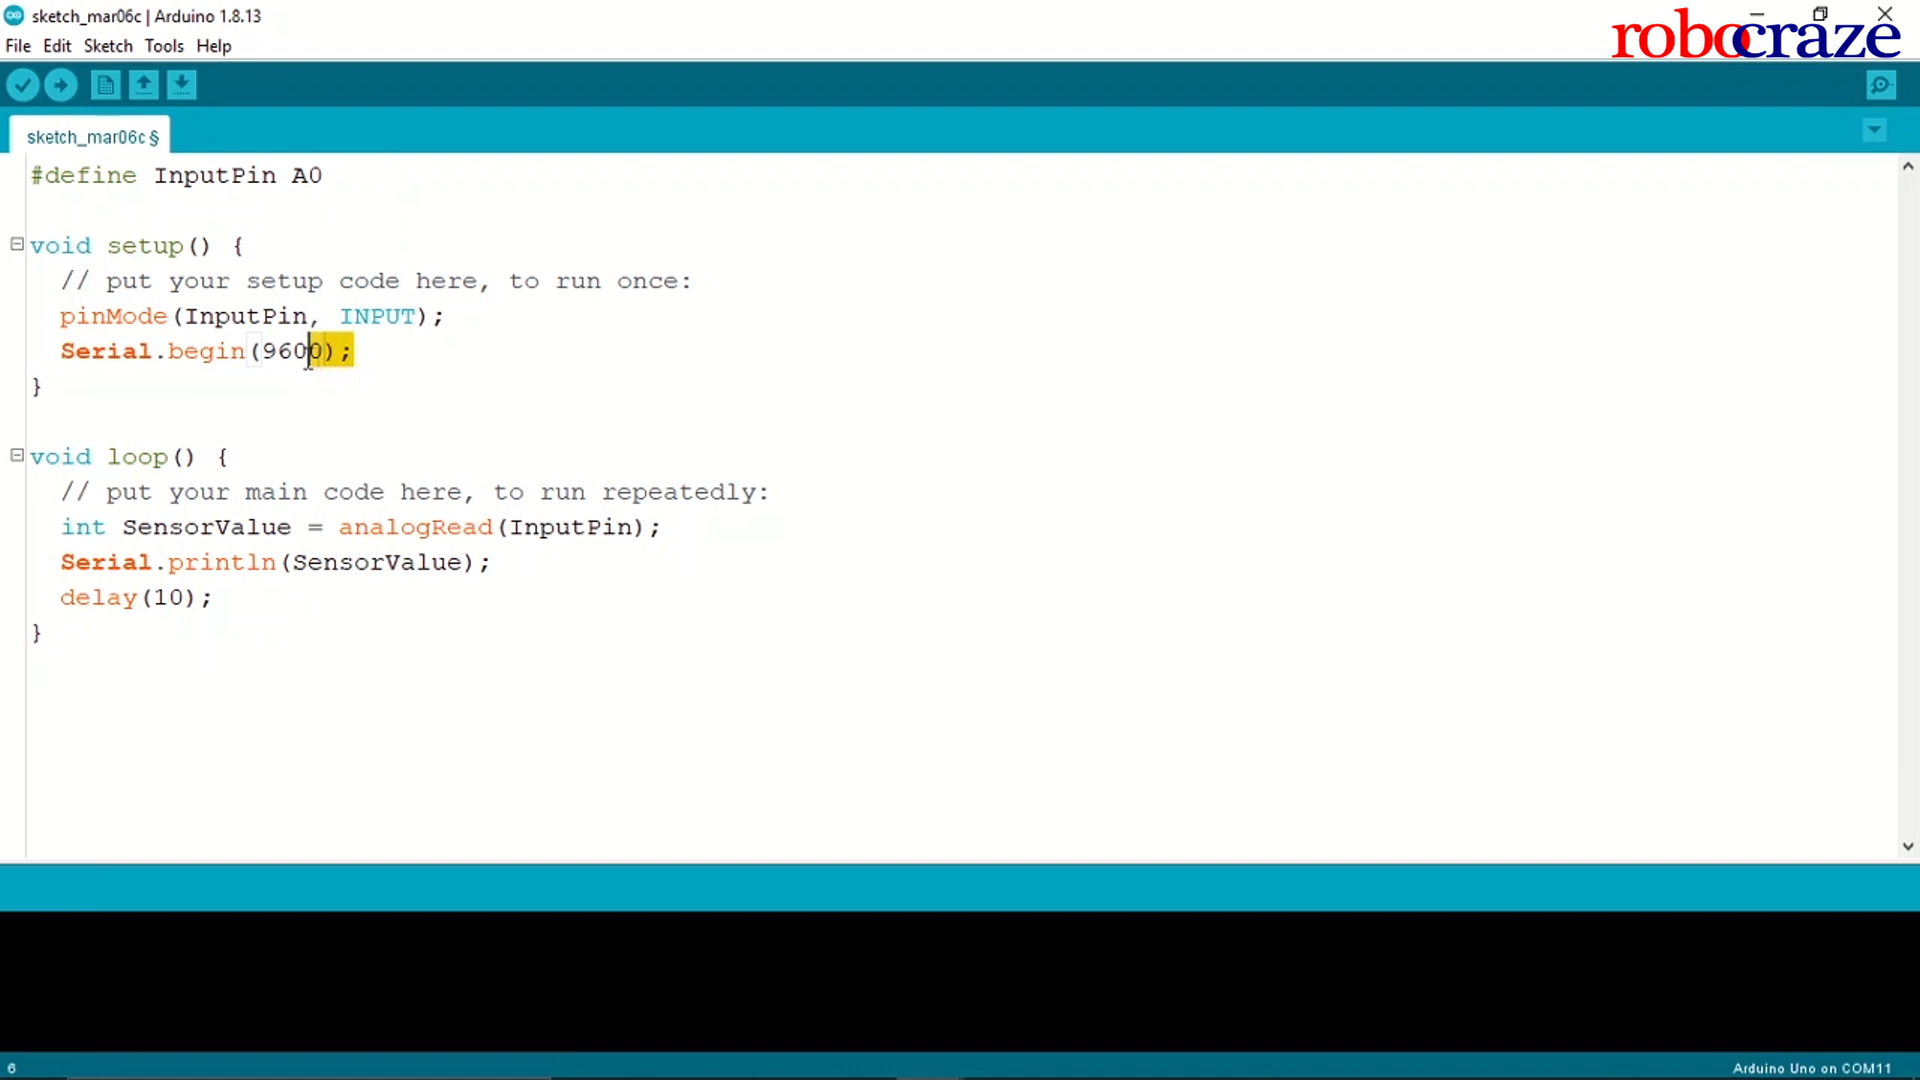 sketch_mar06c | Arduino 1.8.13
robocraze
File Edit Sketch Tools Help
sketch_mar06c §
#define InputPin A0
void setup() {
// put your setup code here, to run once:
pinMode(InputPin, INPUT);
Serial.begin(9600);
}
void loop() {
// put your main code here, to run repeatedly:
int SensorValue = analogRead(InputPin);
Serial.println(SensorValue);
delay(10);
}
6
Arduino Uno on COM11